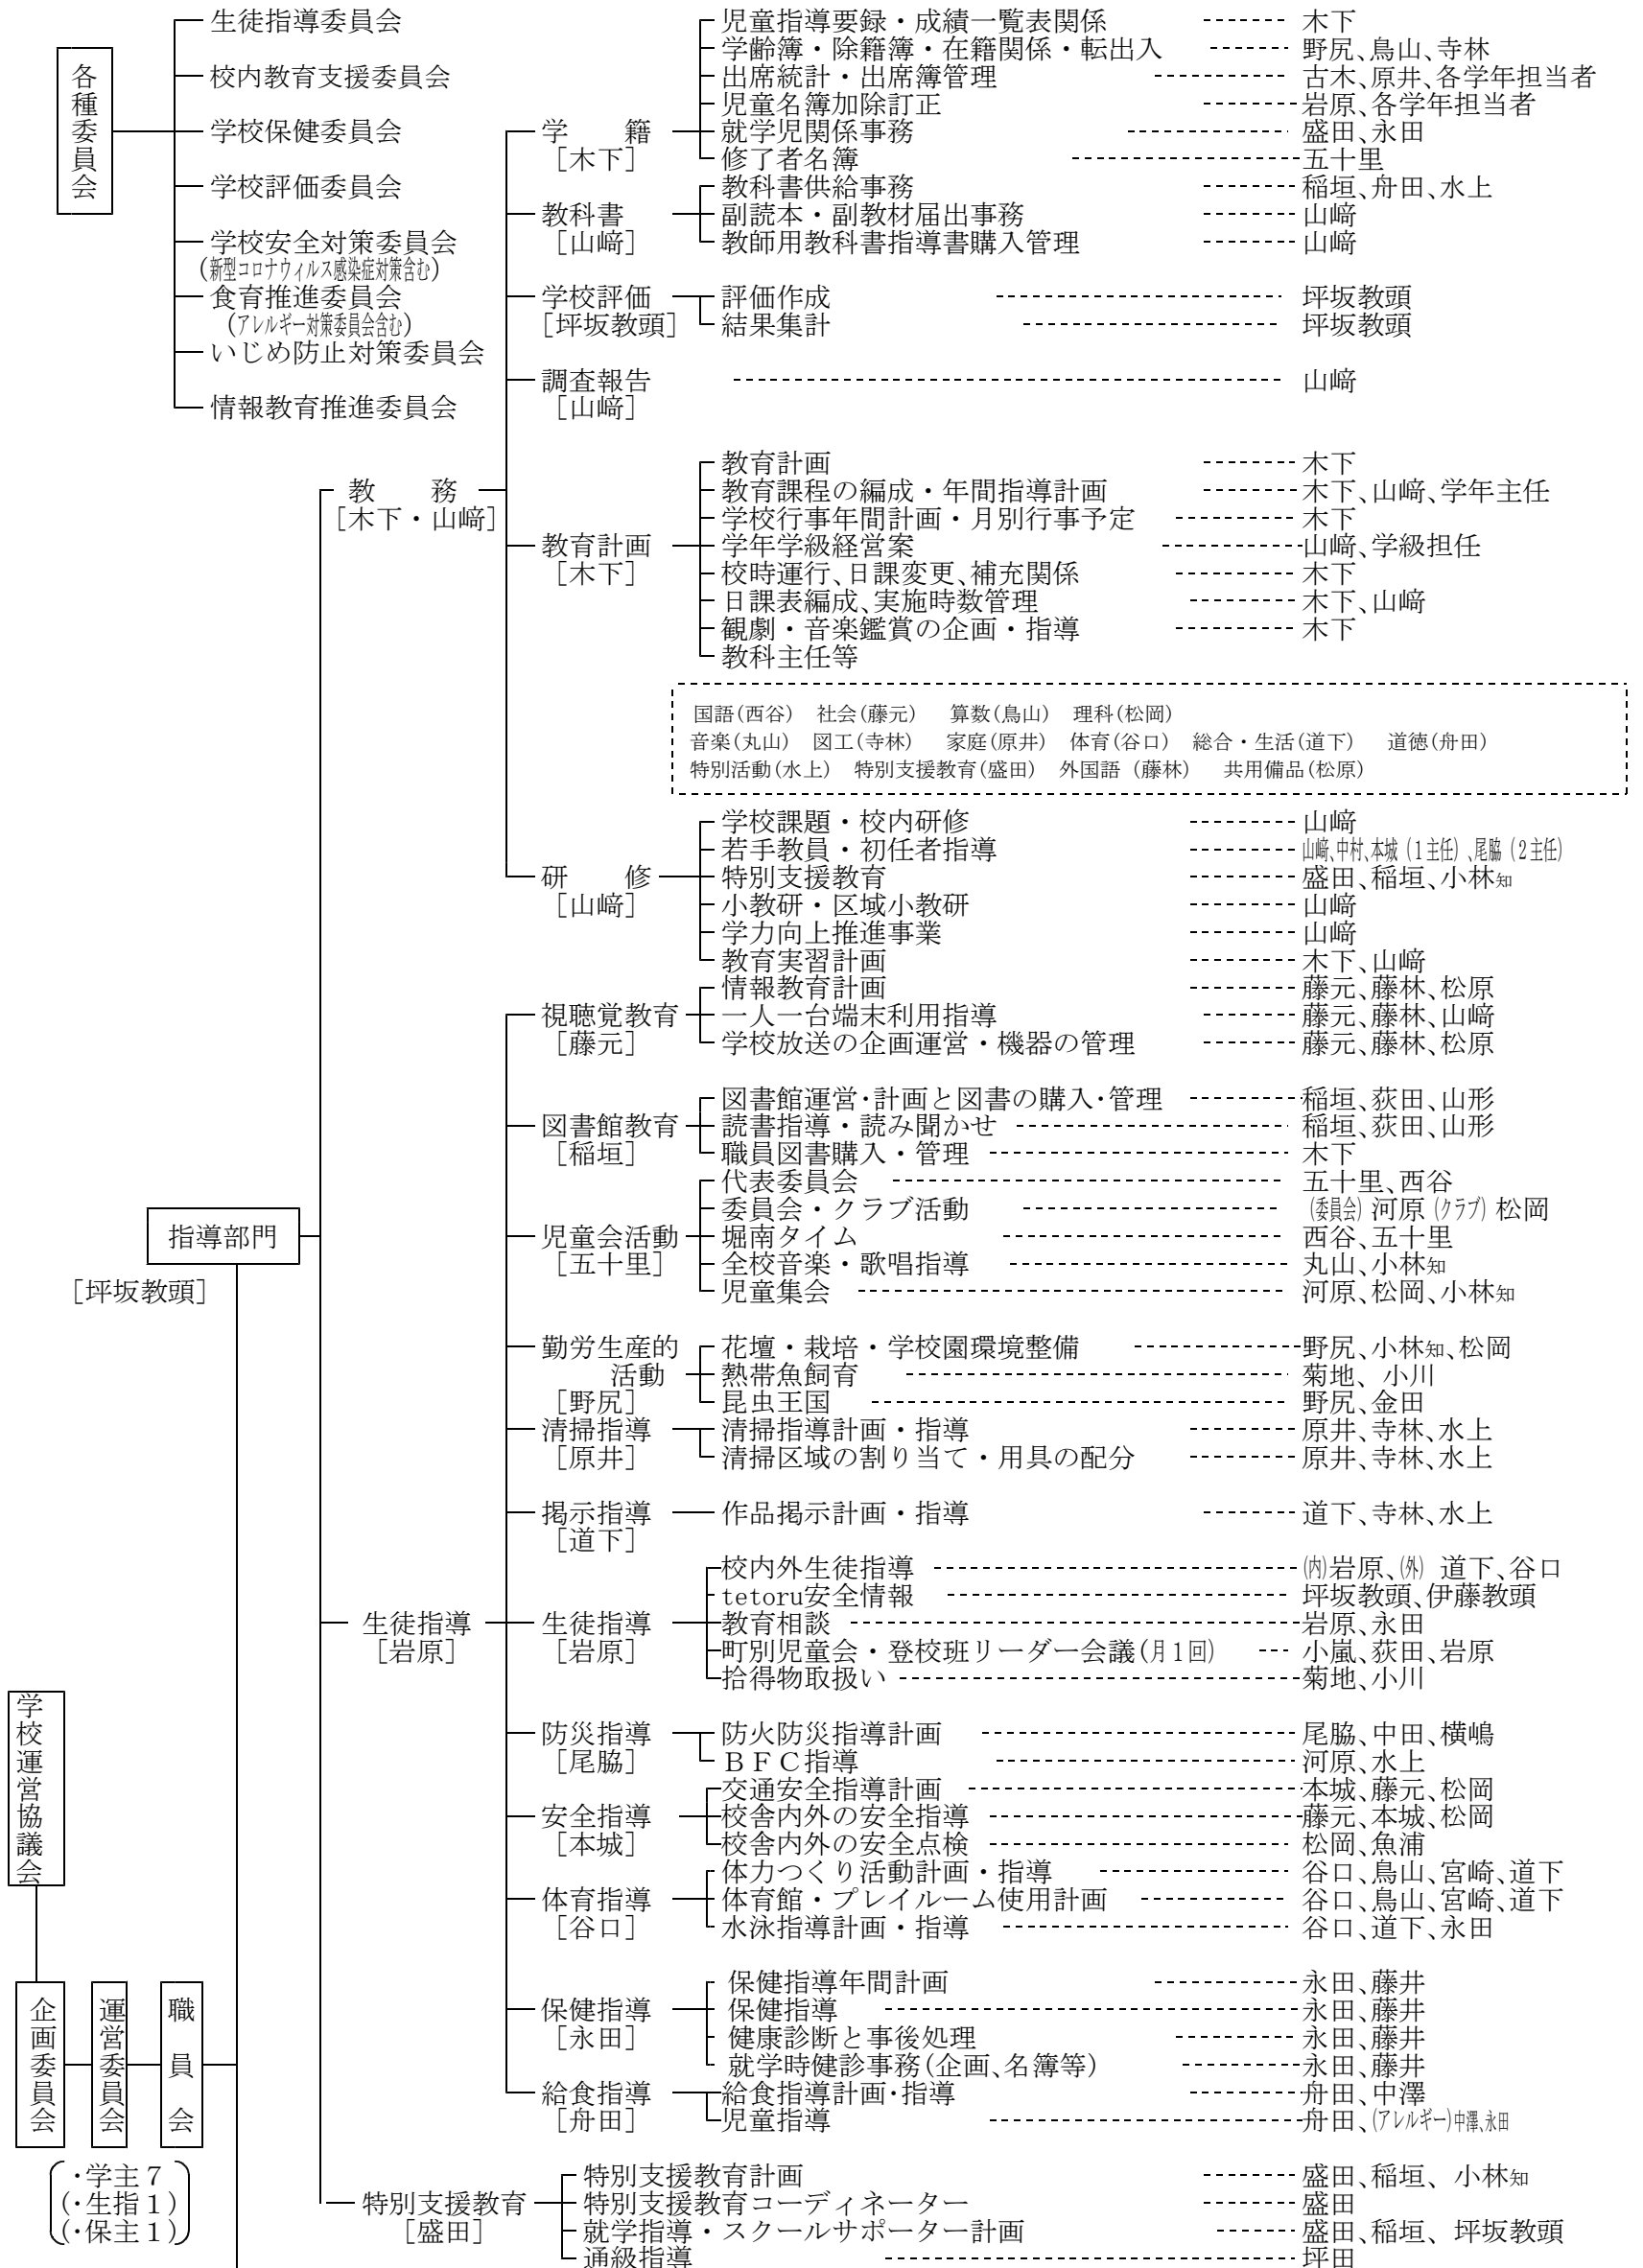 各種委員会
生徒指導委員会
校内教育支援委員会
学校保健委員会
学校評価委員会
学校安全対策委員会
(新型コロナウィルス感染症対策含む)
食育推進委員会
(アレルギー対策委員会含む)
いじめ防止対策委員会
情報教育推進委員会
指導部門
[坪坂教頭]
学校運営協議会
企画委員会
運営委員会
職員会
・学主７
(・生指１)
(・保主１)
教　　務
[木下・山﨑]
学　　籍
[木下]
児童指導要録・成績一覧表関係 木下
学齢簿・除籍簿・在籍関係・転出入 野尻、鳥山、寺林
出席統計・出席簿管理 古木、原井、各学年担当者
児童名簿加除訂正 岩原、各学年担当者
就学児関係事務 盛田、永田
修了者名簿 五十里
教科書
[山﨑]
教科書供給事務 稲垣、舟田、水上
副読本・副教材届出事務 山﨑
教師用教科書指導書購入管理 山﨑
学校評価
[坪坂教頭]
評価作成 坪坂教頭
結果集計 坪坂教頭
調査報告 山﨑
[山﨑]
教育計画
[木下]
教育計画 木下
教育課程の編成・年間指導計画 木下、山﨑、学年主任
学校行事年間計画・月別行事予定 木下
学年学級経営案 山﨑、学級担任
校時運行、日課変更、補充関係 木下
日課表編成、実施時数管理 木下、山﨑
観劇・音楽鑑賞の企画・指導 木下
教科主任等
国語(西谷)　社会(藤元)　算数(鳥山)　理科(松岡)
音楽(丸山)　図工(寺林)　家庭(原井)　体育(谷口)　総合・生活(道下)　道徳(舟田)
特別活動(水上)　特別支援教育(盛田)　外国語 (藤林)　共用備品(松原)
研　　修
[山﨑]
学校課題・校内研修 山﨑
若手教員・初任者指導 山﨑、中村、本城（１主任）、尾脇（２主任）
特別支援教育 盛田、稲垣、小林知
小教研・区域小教研 山﨑
学力向上推進事業 山﨑
教育実習計画 木下、山﨑
視聴覚教育
[藤元]
情報教育計画 藤元、藤林、松原
一人一台端末利用指導 藤元、藤林、山﨑
学校放送の企画運営・機器の管理 藤元、藤林、松原
図書館教育
[稲垣]
図書館運営・計画と図書の購入・管理 稲垣、荻田、山形
読書指導・読み聞かせ 稲垣、荻田、山形
職員図書購入・管理 木下
児童会活動
[五十里]
代表委員会 五十里、西谷
委員会・クラブ活動 (委員会)河原(クラブ)松岡
堀南タイム 西谷、五十里
全校音楽・歌唱指導 丸山、小林知
児童集会 河原、松岡、小林知
勤労生産的
活動
[野尻]
花壇・栽培・学校園環境整備 野尻、小林知、松岡
熱帯魚飼育 菊地、小川
昆虫王国 野尻、金田
清掃指導
[原井]
清掃指導計画・指導 原井、寺林、水上
清掃区域の割り当て・用具の配分 原井、寺林、水上
掲示指導
[道下]
作品掲示計画・指導 道下、寺林、水上
生徒指導
[岩原]
生徒指導
[岩原]
校内外生徒指導 (内)岩原、(外) 道下、谷口
tetoru安全情報 坪坂教頭、伊藤教頭
教育相談 岩原、永田
町別児童会・登校班リーダー会議(月１回) 小嵐、荻田、岩原
拾得物取扱い 菊地、小川
防災指導
[尾脇]
防火防災指導計画 尾脇、中田、横嶋
ＢＦＣ指導 河原、水上
安全指導
[本城]
交通安全指導計画 本城、藤元、松岡
校舎内外の安全指導 藤元、本城、松岡
校舎内外の安全点検 松岡、魚浦
体育指導
[谷口]
体力つくり活動計画・指導 谷口、鳥山、宮崎、道下
体育館・プレイルーム使用計画 谷口、鳥山、宮崎、道下
水泳指導計画・指導 谷口、道下、永田
保健指導
[永田]
保健指導年間計画 永田、藤井
保健指導 永田、藤井
健康診断と事後処理 永田、藤井
就学時健診事務(企画、名簿等) 永田、藤井
給食指導
[舟田]
給食指導計画・指導 舟田、中澤
児童指導 舟田、(アレルギー)中澤、永田
特別支援教育
[盛田]
特別支援教育計画 盛田、稲垣、小林知
特別支援教育コーディネーター 盛田
就学指導・スクールサポーター計画 盛田、稲垣、坪坂教頭
通級指導 坪田